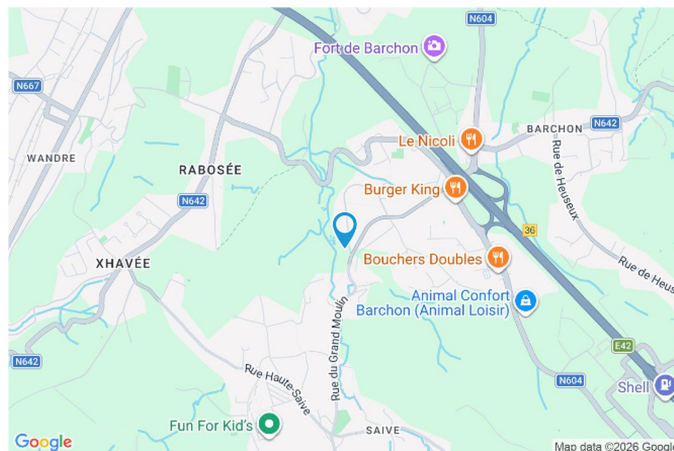 N604
Fort de Barchon
N667
Le Nicoli
BARCHON
N642
WANDRE
RABOSÉE
Rue de Heuseux
Burger King
N642
36
XHAVÉE
Bouchers Doubles
Rue de Heus
Animal Confort
Barchon (Animal Loisir)
Rue du Grand Moulin
E42
N642
Rue Haute-Saive
N604
Shell
Fun For Kid's
SAIVE
Google
Map data ©2026 Google